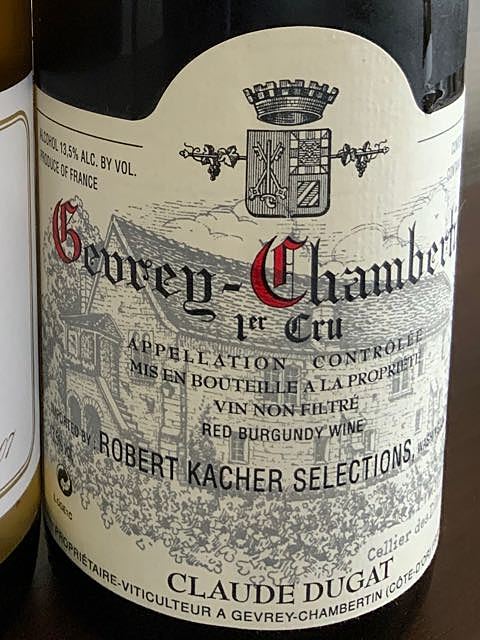 ALCOHOL 13,5% ALC. BY VOL.
PRODUCE OF FRANCE
Gevrey-Chamberti
1er Cru
APPELLATION CONTRÔLÉE
MIS EN BOUTEILLE A LA PROPRIÉTÉ
VIN NON FILTRÉ
RED BURGUNDY WINE
IMPORTED BY : ROBERT KACHER SELECTIONS,
Cellier des
CLAUDE DUGAT
PROPRIÉTAIRE-VITICULTEUR A GEVREY-CHAMBERTIN (CÔTE-D'OR)